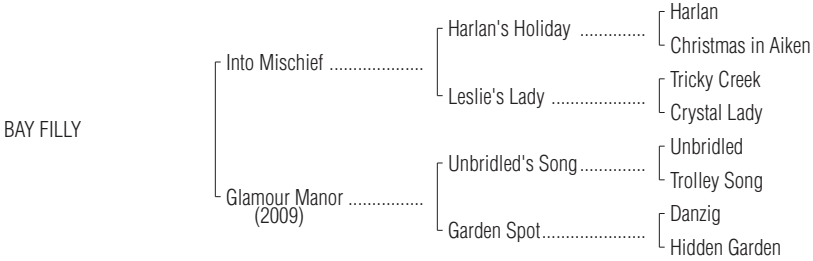 Harlan
Harlan's Holiday ..............
Christmas in Aiken
Into Mischief ....................
Tricky Creek
Leslie's Lady ....................
Crystal Lady
BAY FILLY
Unbridled
Unbridled's Song..............
Trolley Song
Glamour Manor ................
(2009)
Danzig
Garden Spot......................
Hidden Garden